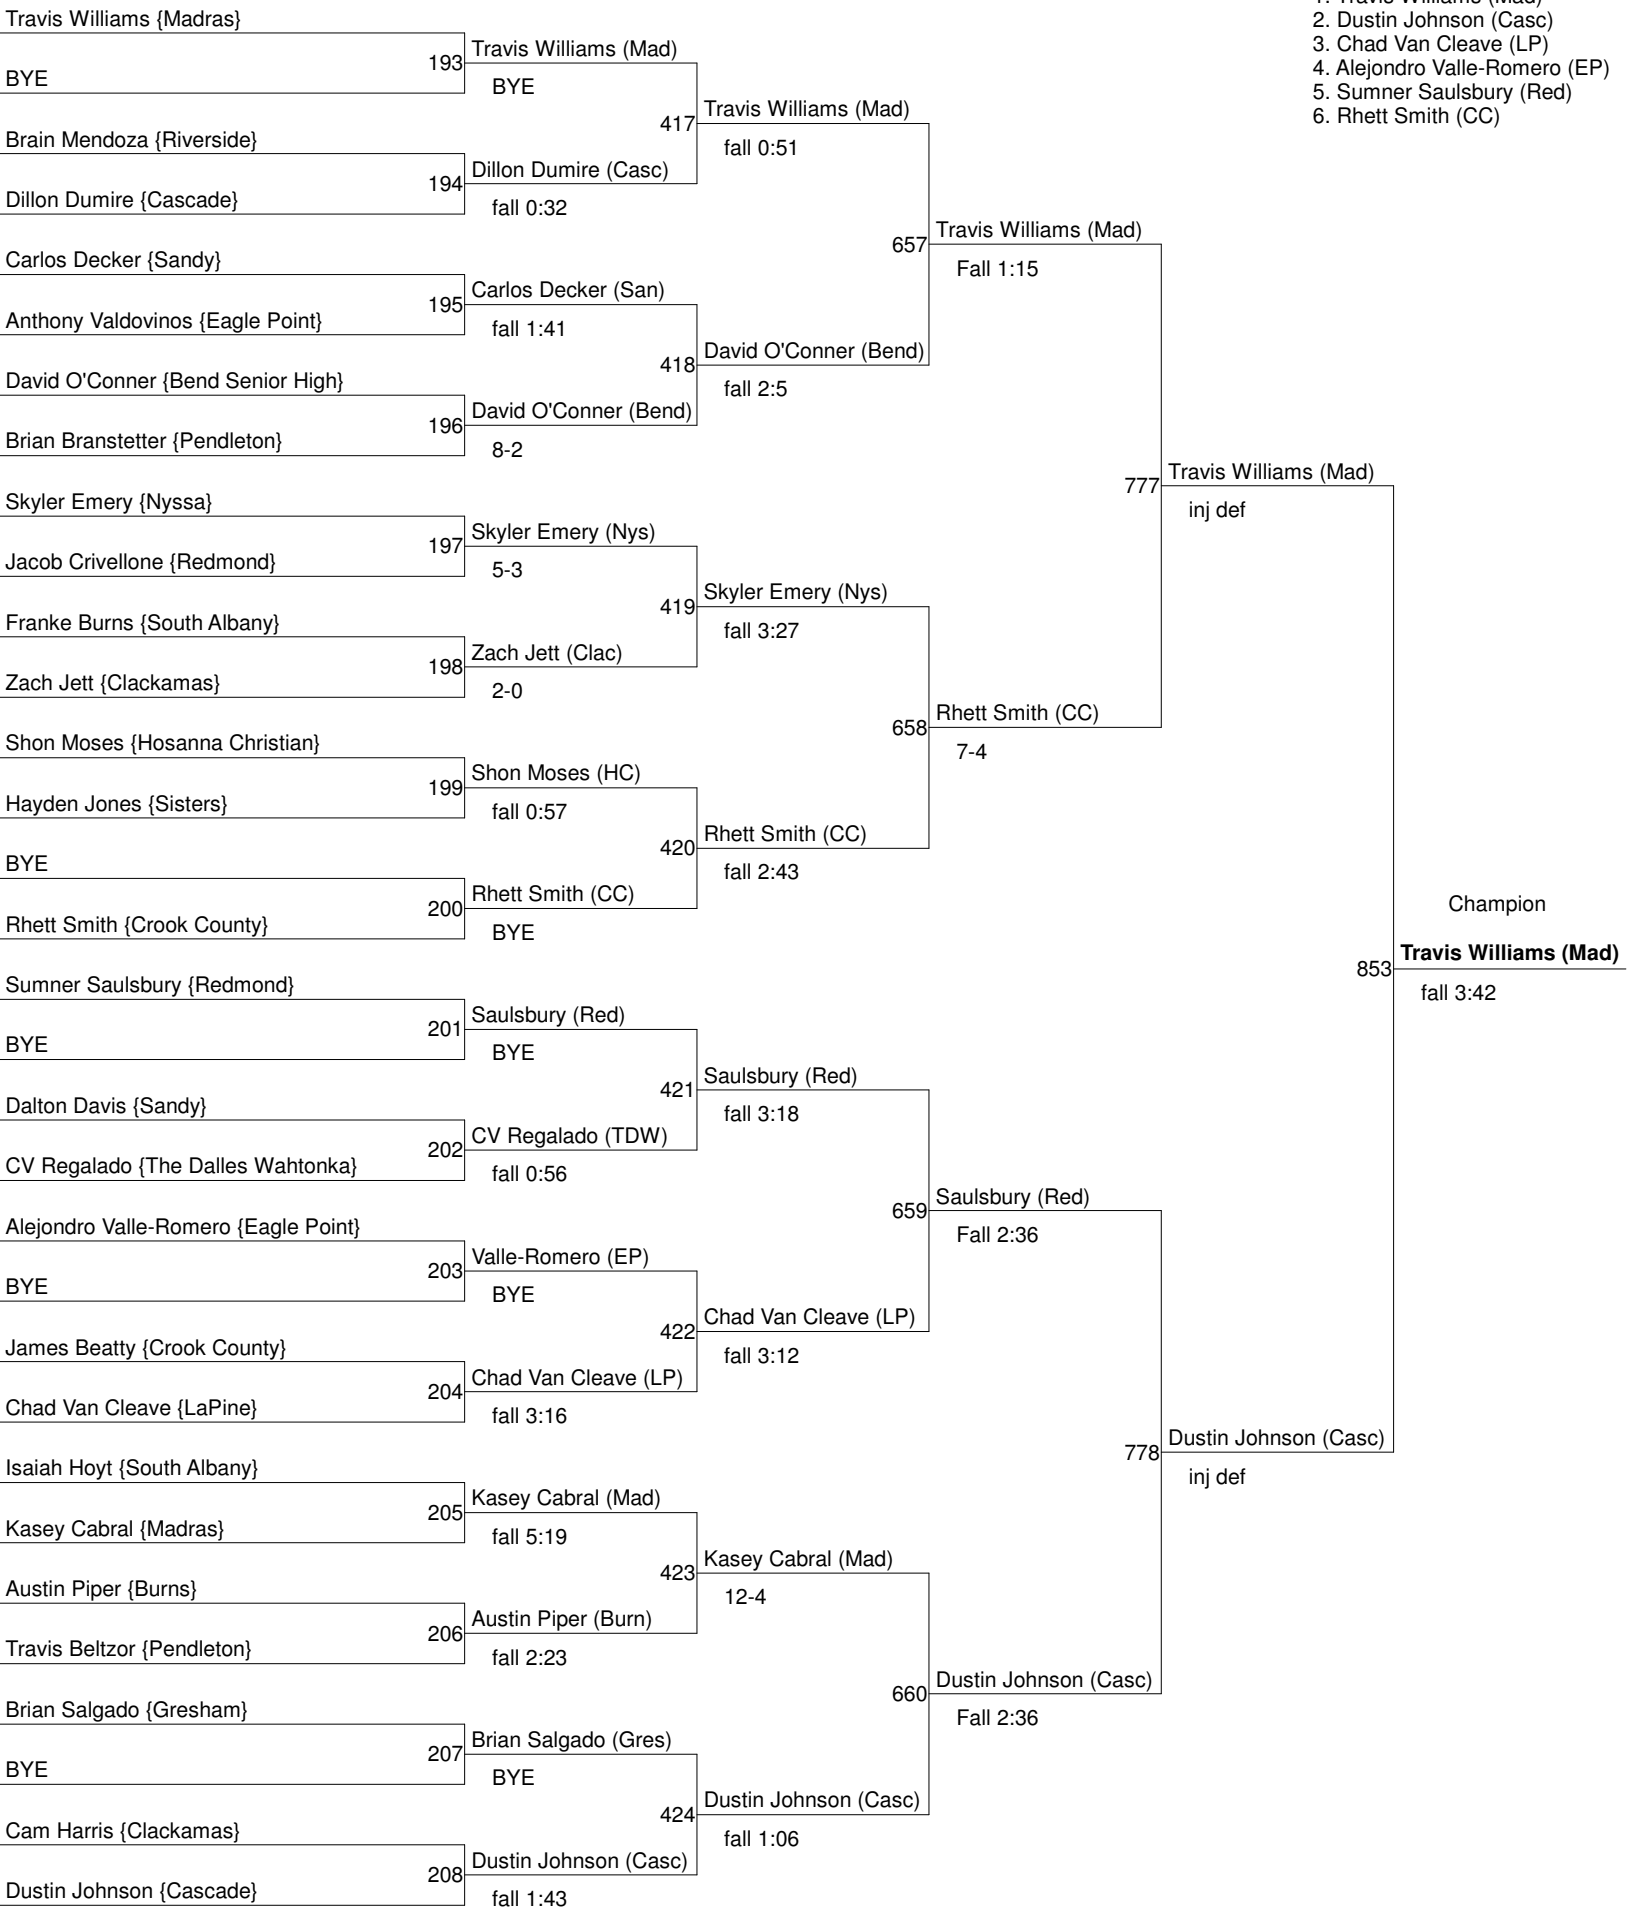 Travis Williams {Madras}
BYE
Brain Mendoza {Riverside}
Dillon Dumire {Cascade}
Carlos Decker {Sandy}
Anthony Valdovinos {Eagle Point}
David O'Conner {Bend Senior High}
Brian Branstetter {Pendleton}
Skyler Emery {Nyssa}
Jacob Crivellone {Redmond}
Franke Burns {South Albany}
Zach Jett {Clackamas}
Shon Moses {Hosanna Christian}
Hayden Jones {Sisters}
BYE
Rhett Smith {Crook County}
Sumner Saulsbury {Redmond}
BYE
Dalton Davis {Sandy}
CV Regalado {The Dalles Wahtonka}
Alejondro Valle-Romero {Eagle Point}
BYE
James Beatty {Crook County}
Chad Van Cleave {LaPine}
Isaiah Hoyt {South Albany}
Kasey Cabral {Madras}
Austin Piper {Burns}
Travis Beltzor {Pendleton}
Brian Salgado {Gresham}
BYE
Cam Harris {Clackamas}
Dustin Johnson {Cascade}
193 Travis Williams (Mad)
BYE
194 Dillon Dumire (Casc)
fall 0:32
195 Carlos Decker (San)
fall 1:41
196 David O'Conner (Bend)
8-2
197 Skyler Emery (Nys)
5-3
198 Zach Jett (Clac)
2-0
199 Shon Moses (HC)
fall 0:57
200 Rhett Smith (CC)
BYE
201 Saulsbury (Red)
BYE
202 CV Regalado (TDW)
fall 0:56
203 Valle-Romero (EP)
BYE
204 Chad Van Cleave (LP)
fall 3:16
205 Kasey Cabral (Mad)
fall 5:19
206 Austin Piper (Burn)
fall 2:23
207 Brian Salgado (Gres)
BYE
208 Dustin Johnson (Casc)
fall 1:43
417 Travis Williams (Mad)
fall 0:51
418 David O'Conner (Bend)
fall 2:5
419 Skyler Emery (Nys)
fall 3:27
420 Rhett Smith (CC)
fall 2:43
421 Saulsbury (Red)
fall 3:18
422 Chad Van Cleave (LP)
fall 3:12
423 Kasey Cabral (Mad)
12-4
424 Dustin Johnson (Casc)
fall 1:06
657 Travis Williams (Mad)
Fall 1:15
658 Rhett Smith (CC)
7-4
659 Saulsbury (Red)
Fall 2:36
660 Dustin Johnson (Casc)
Fall 2:36
777 Travis Williams (Mad)
inj def
778 Dustin Johnson (Casc)
inj def
Champion
853 Travis Williams (Mad)
fall 3:42
1. Travis Williams (Mad)
2. Dustin Johnson (Casc)
3. Chad Van Cleave (LP)
4. Alejondro Valle-Romero (EP)
5. Sumner Saulsbury (Red)
6. Rhett Smith (CC)